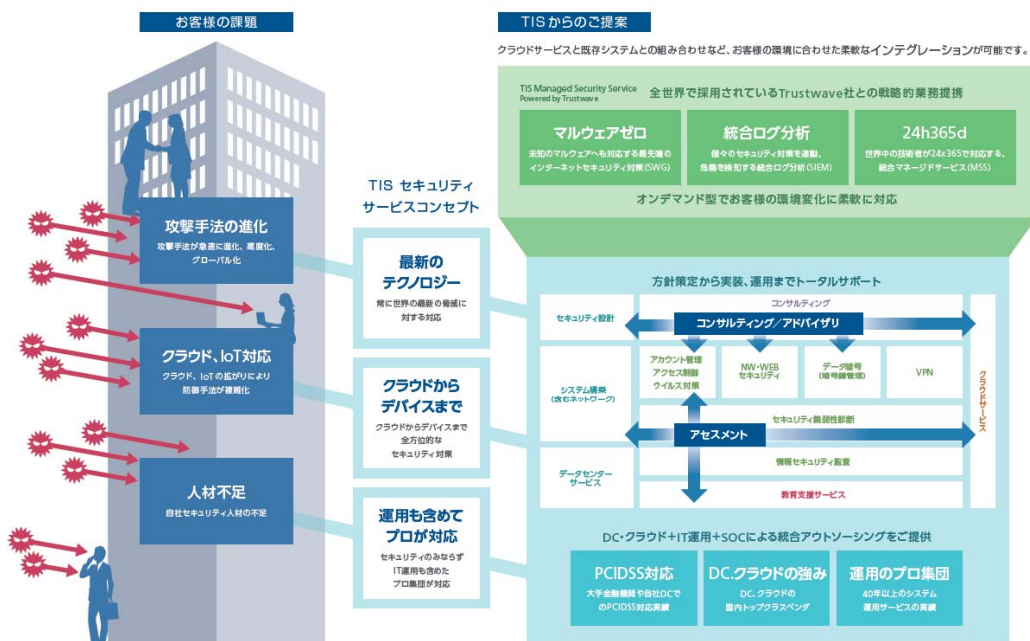 お客様の課題
攻撃手法の進化
攻撃手法が急速に進化、高度化、
グローバル化
クラウド、IoT対応
クラウド、IoTの拡がりにより
防御手法が複雑化
人材不足
自社セキュリティ人材の不足
TIS セキュリティ
サービスコンセプト
最新の
テクノロジー
常に世界の最新の脅威に
対する対応
クラウドから
デバイスまで
クラウドからデバイスまで
全方位的な
セキュリティ対策
運用も含めて
プロが対応
セキュリティのみならず
IT運用も含めた
プロ集団が対応
TISからのご提案
クラウドサービスと既存システムとの組み合わせなど、お客様の環境に合わせた柔軟なインテグレーションが可能です。
TIS Managed Security Service
Powered by Trustwave
全世界で採用されているTrustwave社との戦略的業務提携
マルウェアゼロ
未知のマルウェアへも対応する最先端の
インターネットセキュリティ対策(SWG)
統合ログ分析
個々のセキュリティ対策を連動、
危機を検知する統合ログ分析(SIEM)
24h365d
世界中の技術者が24x365で対応する、
統合マネージドサービス(MSS)
オンデマンド型でお客様の環境変化に柔軟に対応
方針策定から実装、運用までトータルサポート
セキュリティ設計
コンサルティング
コンサルティング／アドバイザリ
システム構築
(含むネットワーク)
アカウント管理
アクセス制御
ウイルス対策
NW・WEB
セキュリティ
データ暗号
(暗号鍵管理)
VPN
クラウドサービス
セキュリティ脆弱性診断
アセスメント
データセンター
サービス
情報セキュリティ監査
教育支援サービス
DC・クラウド＋IT運用＋SOCによる統合アウトソーシングをご提供
PCIDSS対応
大手金融機関や自社DCで
のPCIDSS対応実績
DC.クラウドの強み
DC、クラウドの
国内トップクラスベンダ
運用のプロ集団
40年以上のシステム
運用サービスの実績